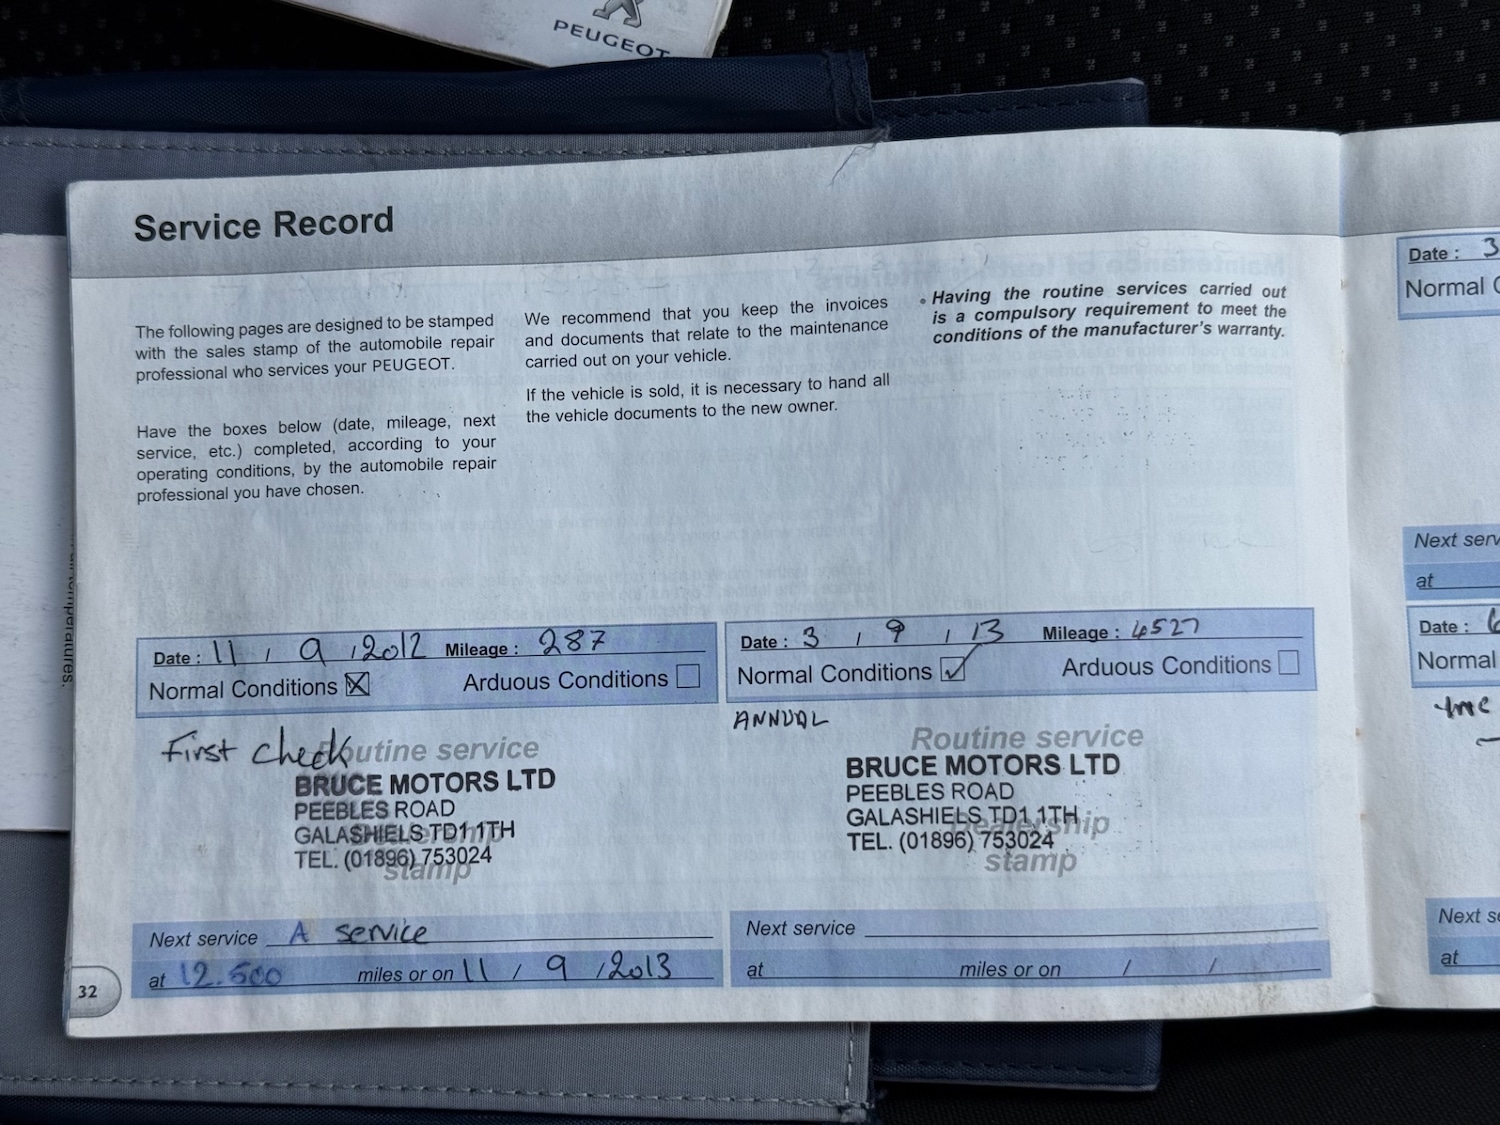 PEUGEOT
Service Record
The following pages are designed to be stamped
with the sales stamp of the automobile repair
professional who services your PEUGEOT.
Have the boxes below (date, mileage, next
service, etc.) completed, according to your
operating conditions, by the automobile repair
professional you have chosen.
We recommend that you keep the invoices
and documents that relate to the maintenance
carried out on your vehicle.
If the vehicle is sold, it is necessary to hand all
the vehicle documents to the new owner.
• Having the routine services carried out
is a compulsory requirement to meet the
conditions of the manufacturer's warranty.
Date : 11 / 9 / 2012 Mileage : 287
Normal Conditions ☒ Arduous Conditions ☐
First check
Routine service
BRUCE MOTORS LTD
PEEBLES ROAD
GALASHIELS TD1 1TH
TEL. (01896) 753024
Dealership
stamp
Next service A service
at 12.500 miles or on 11 / 9 / 2013
Date : 3 / 9 / 13 Mileage : 4527
Normal Conditions ☑ Arduous Conditions ☐
ANNUAL
Routine service
BRUCE MOTORS LTD
PEEBLES ROAD
GALASHIELS TD1 1TH
TEL. (01896) 753024
Dealership
stamp
Next service
at miles or on / /
32
temperatures.
Date : 3
Normal
Next
at
Date : 6
Normal
Next
at